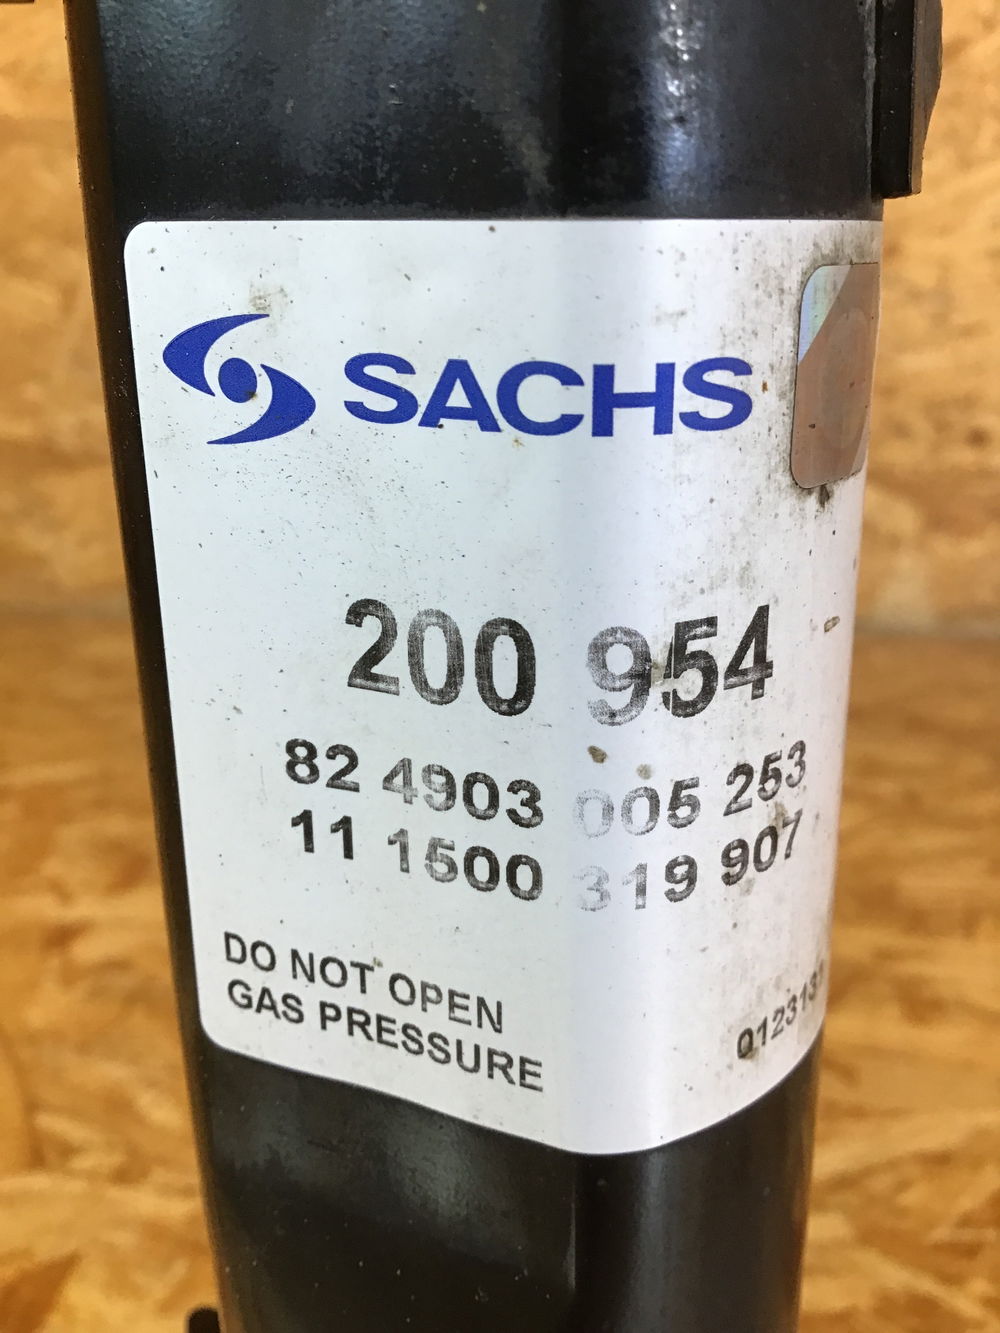 SACHS
200 954
82 4903 005 253
11 1500 319 907
DO NOT OPEN
GAS PRESSURE